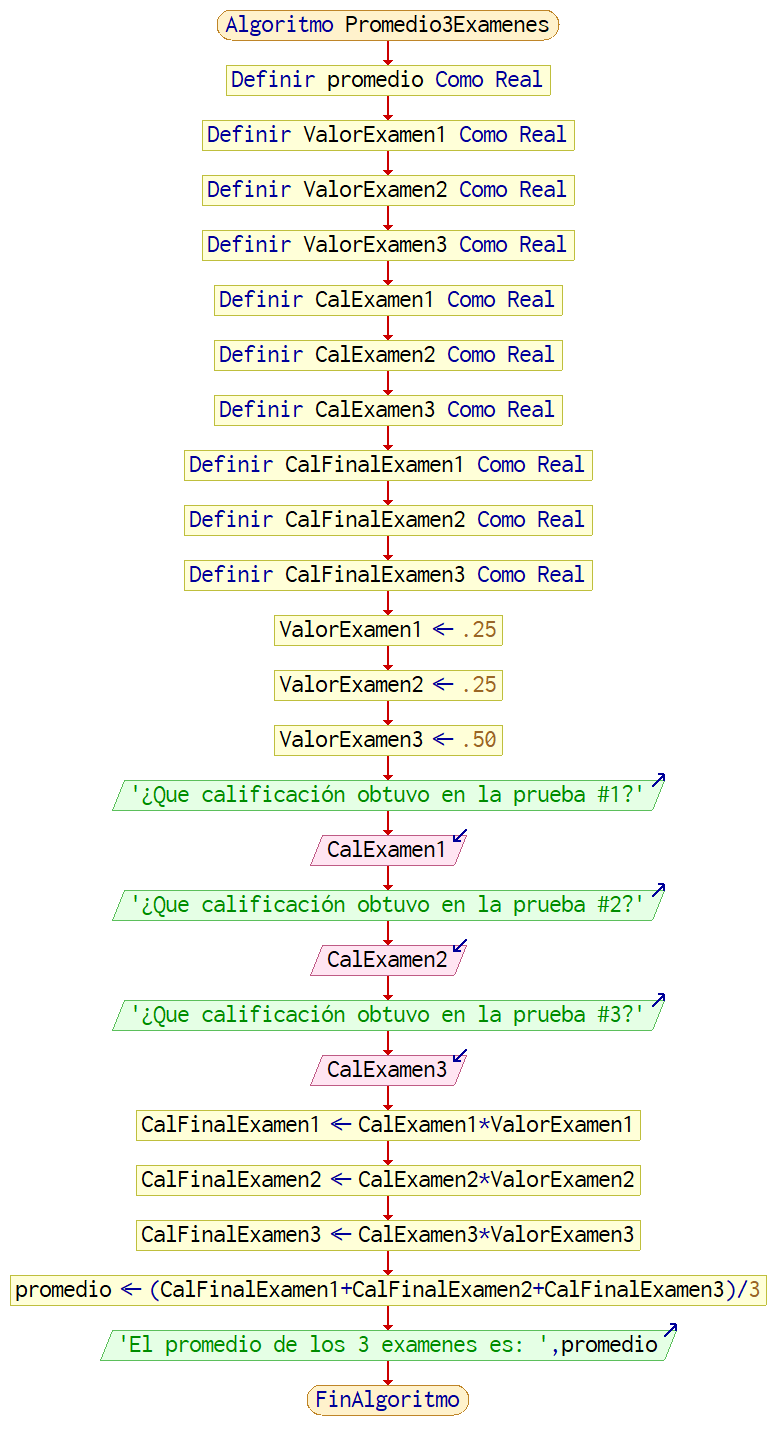 Algoritmo Promedio3Examenes
Definir promedio Como Real
Definir ValorExamen1 Como Real
Definir ValorExamen2 Como Real
Definir ValorExamen3 Como Real
Definir CalExamen1 Como Real
Definir CalExamen2 Como Real
Definir CalExamen3 Como Real
Definir CalFinalExamen1 Como Real
Definir CalFinalExamen2 Como Real
Definir CalFinalExamen3 Como Real
ValorExamen1 ← .25
ValorExamen2 ← .25
ValorExamen3 ← .50
'¿Que calificación obtuvo en la prueba #1?'
CalExamen1
'¿Que calificación obtuvo en la prueba #2?'
CalExamen2
'¿Que calificación obtuvo en la prueba #3?'
CalExamen3
CalFinalExamen1 ← CalExamen1*ValorExamen1
CalFinalExamen2 ← CalExamen2*ValorExamen2
CalFinalExamen3 ← CalExamen3*ValorExamen3
promedio ← (CalFinalExamen1+CalFinalExamen2+CalFinalExamen3)/3
'El promedio de los 3 examenes es: ',promedio
FinAlgoritmo